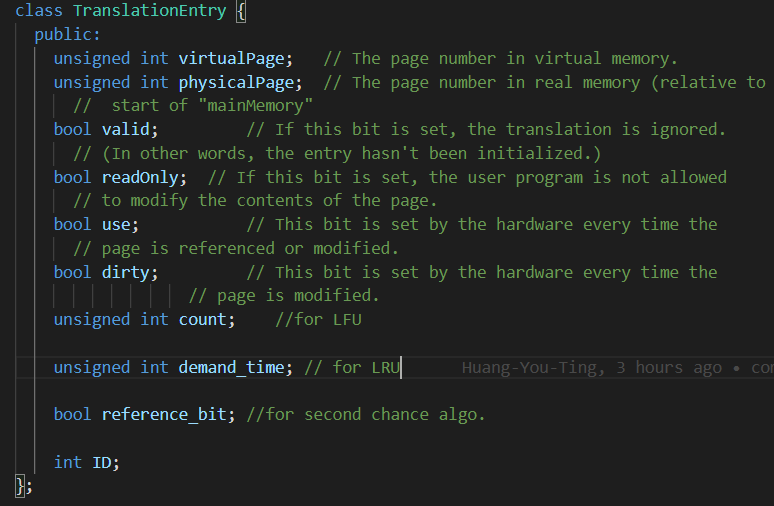 class TranslationEntry {
public:
unsigned int virtualPage; // The page number in virtual memory.
unsigned int physicalPage; // The page number in real memory (relative to
// start of "mainMemory"
bool valid; // If this bit is set, the translation is ignored.
// (In other words, the entry hasn't been initialized.)
bool readOnly; // If this bit is set, the user program is not allowed
// to modify the contents of the page.
bool use; // This bit is set by the hardware every time the
// page is referenced or modified.
bool dirty; // This bit is set by the hardware every time the
// page is modified.
unsigned int count; //for LFU
unsigned int demand_time; // for LRU Huang-You-Ting, 3 hours ago •
bool reference_bit; //for second chance algo.
int ID;
};